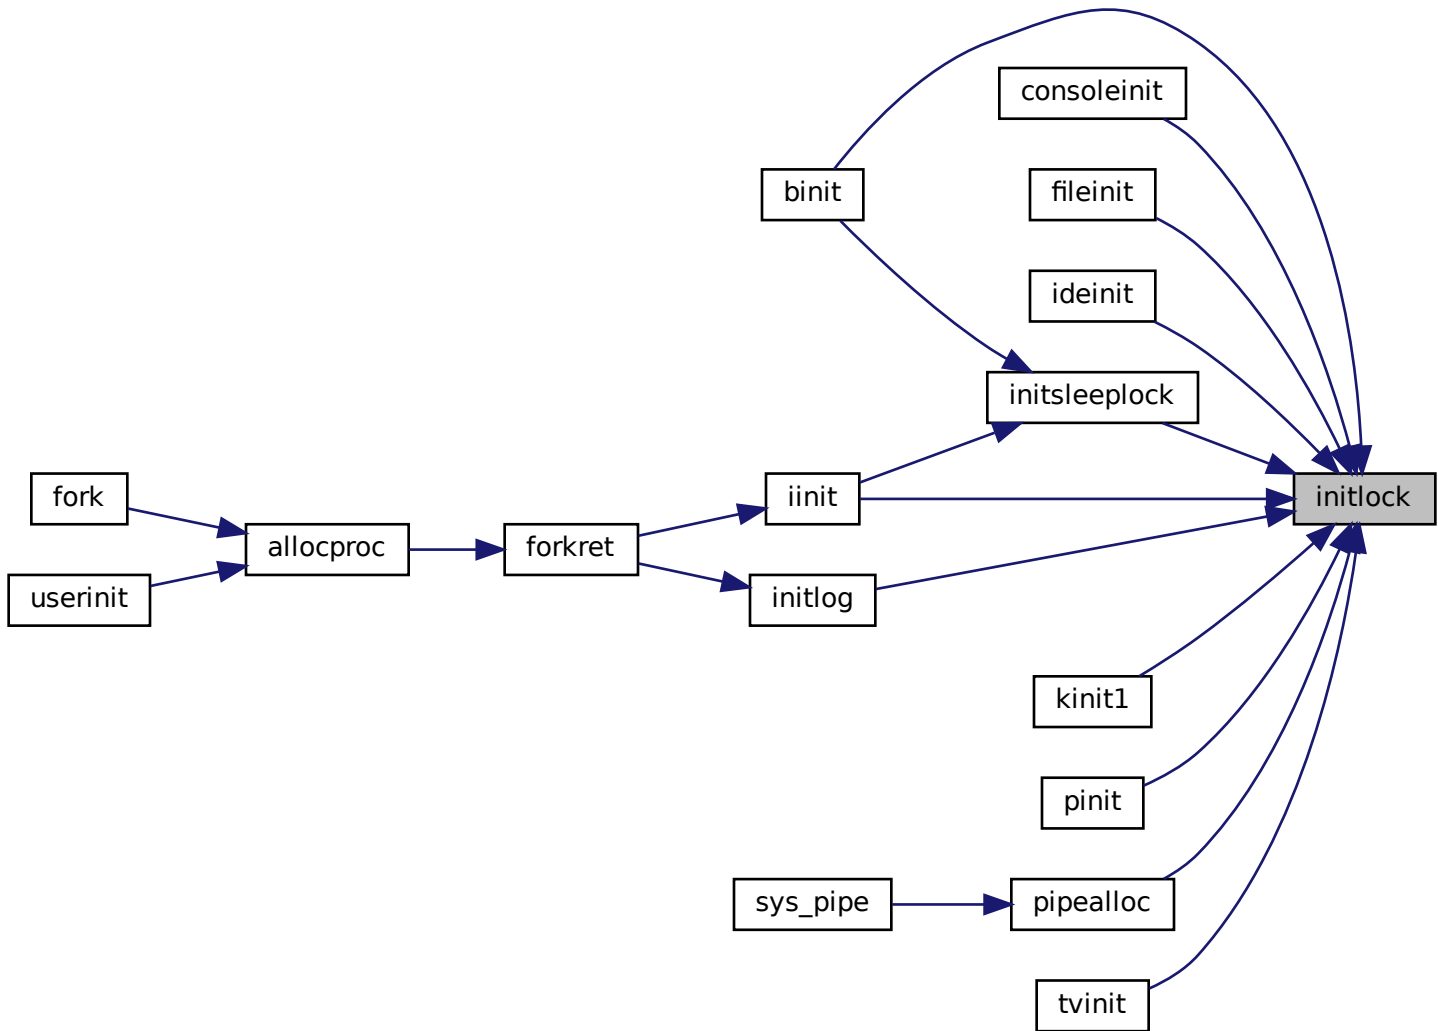 consoleinit
binit
fileinit
ideinit
initsleeplock
fork
iinit
initlock
allocproc
forkret
userinit
initlog
kinit1
pinit
sys_pipe
pipealloc
tvinit